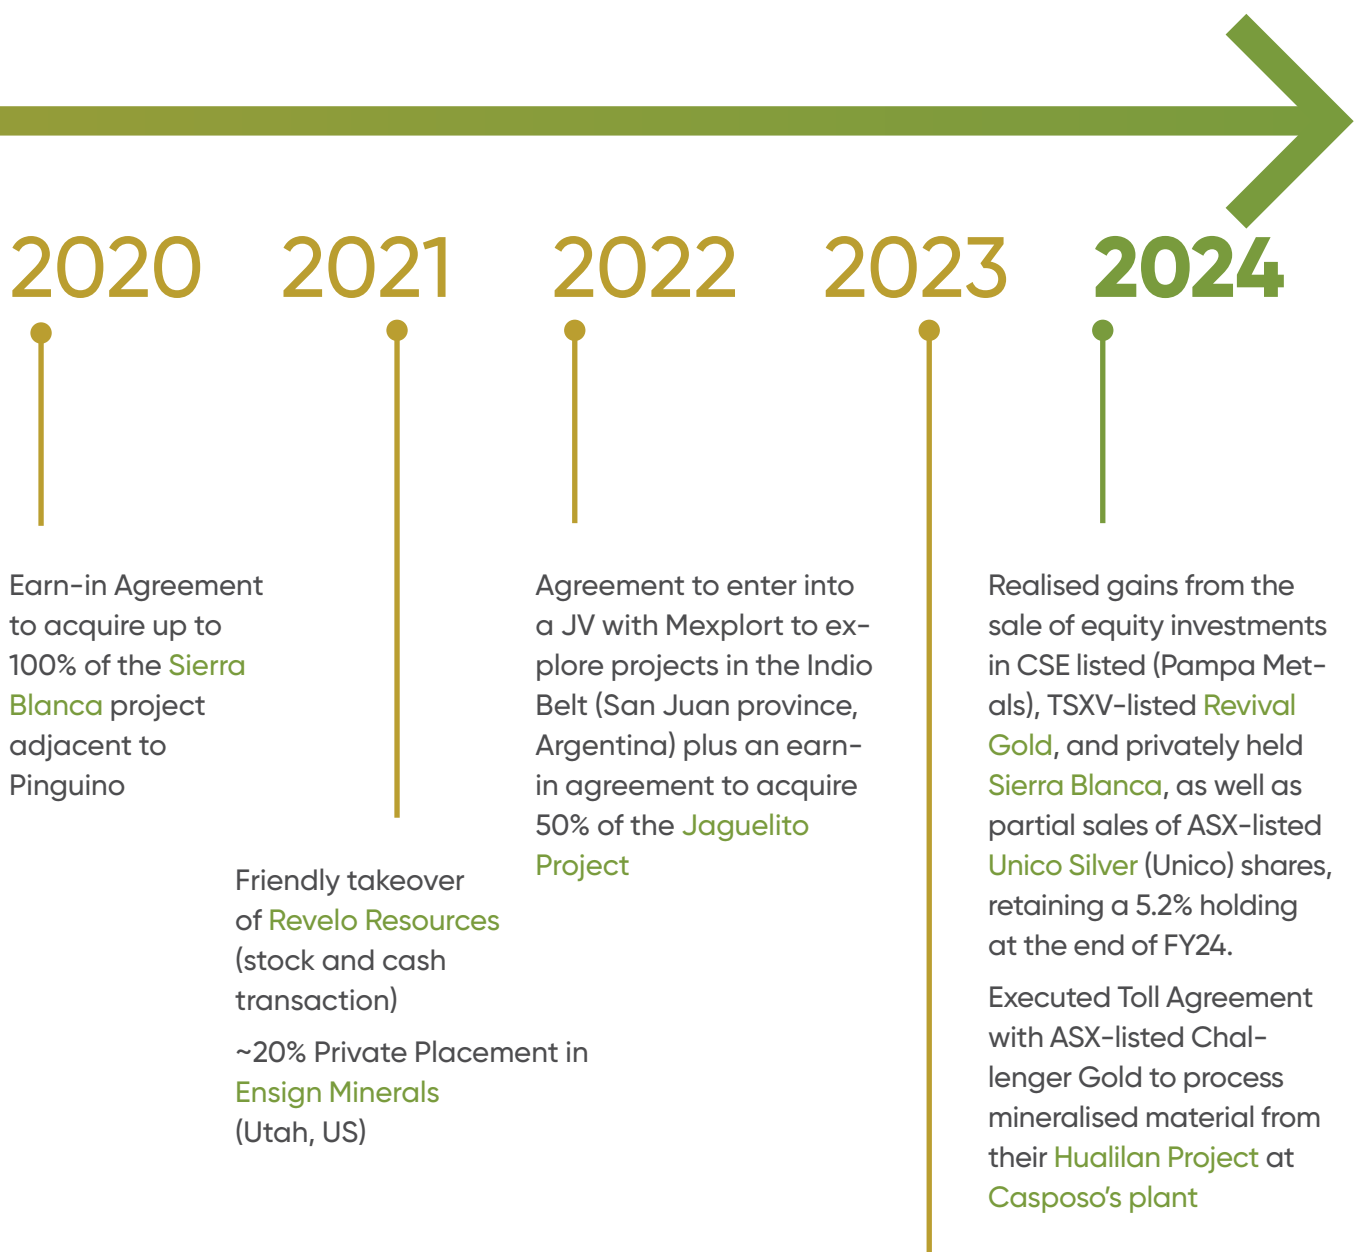 2020
2021
2022
2023
2024
Earn-in Agreement
to acquire up to
100% of the Sierra
Blanca project
adjacent to
Pinguino
Friendly takeover
of Revelo Resources
(stock and cash
transaction)
~20% Private Placement in
Ensign Minerals
(Utah, US)
Agreement to enter into
a JV with Mexplort to ex-
plore projects in the Indio
Belt (San Juan province,
Argentina) plus an earn-
in agreement to acquire
50% of the Jaguelito
Project
Realised gains from the
sale of equity investments
in CSE listed (Pampa Met-
als), TSXV-listed Revival
Gold, and privately held
Sierra Blanca, as well as
partial sales of ASX-listed
Unico Silver (Unico) shares,
retaining a 5.2% holding
at the end of FY24.
Executed Toll Agreement
with ASX-listed Chal-
lenger Gold to process
mineralised material from
their Hualilan Project at
Casposo's plant